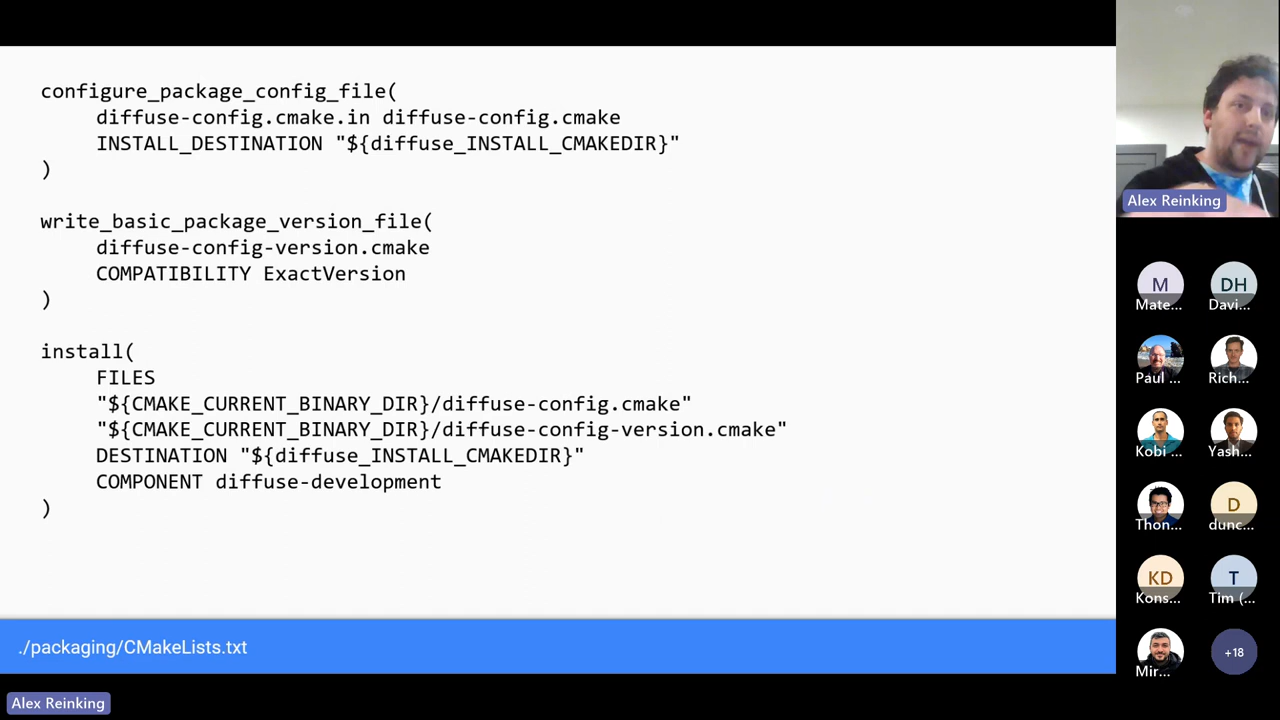 configure_package_config_file(
diffuse-config.cmake.in diffuse-config.cmake
INSTALL_DESTINATION "${diffuse_INSTALL_CMAKEDIR}"
)
write_basic_package_version_file(
diffuse-config-version.cmake
COMPATIBILITY ExactVersion
)
install(
FILES
"${CMAKE_CURRENT_BINARY_DIR}/diffuse-config.cmake"
"${CMAKE_CURRENT_BINARY_DIR}/diffuse-config-version.cmake"
DESTINATION "${diffuse_INSTALL_CMAKEDIR}"
COMPONENT diffuse-development
)
./packaging/CMakeLists.txt
Alex Reinking
Alex Reinking
M DH
Mate... Davi...
Paul ... Rich...
Kobi ... Yash...
Thon... D dunc...
KD T
Kons... Tim (...
Mir... +18